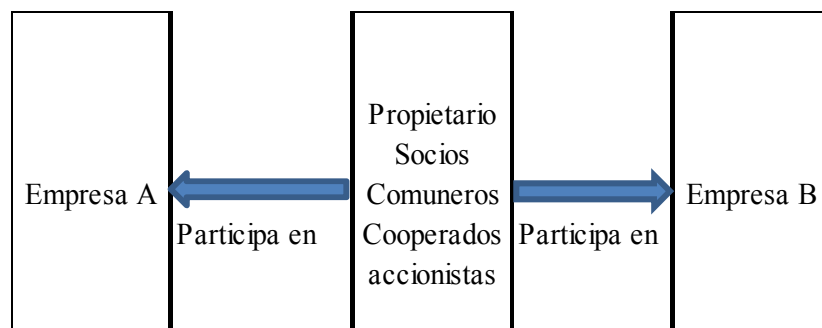 Empresa A
Participa en
Propietario
Socios
Comuneros
Cooperados
accionistas
Participa en
Empresa B